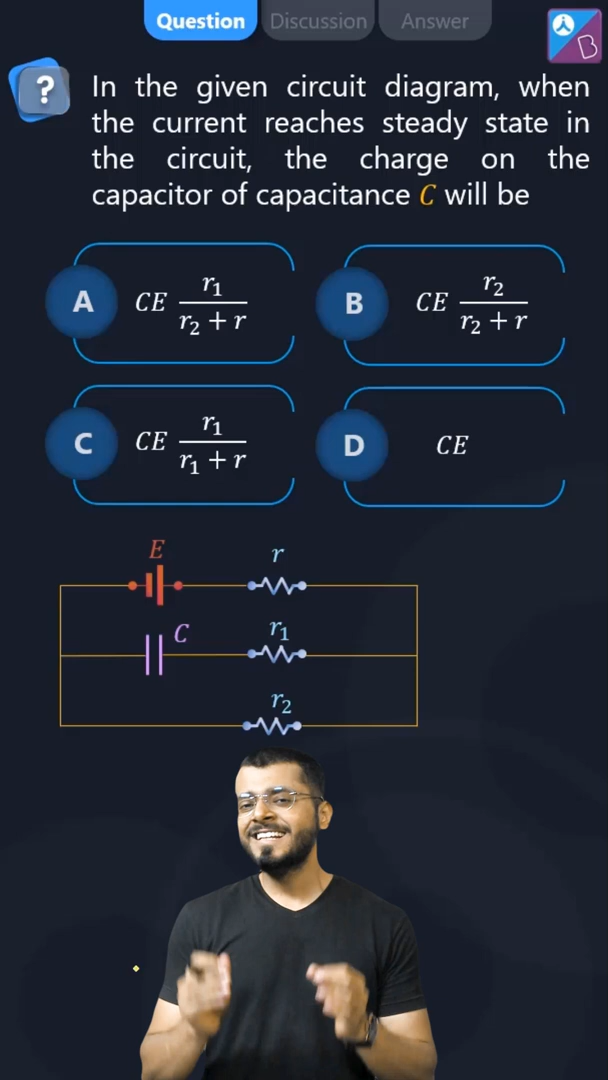 Question Discussion Answer
B
?
In the given circuit diagram, when
the current reaches steady state in
the circuit, the charge on the
capacitor of capacitance C will be
A CE r₁/(r₂ + r)
B CE r₂/(r₂ + r)
C CE r₁/(r₁ + r)
D CE
E r
C r₁
r₂